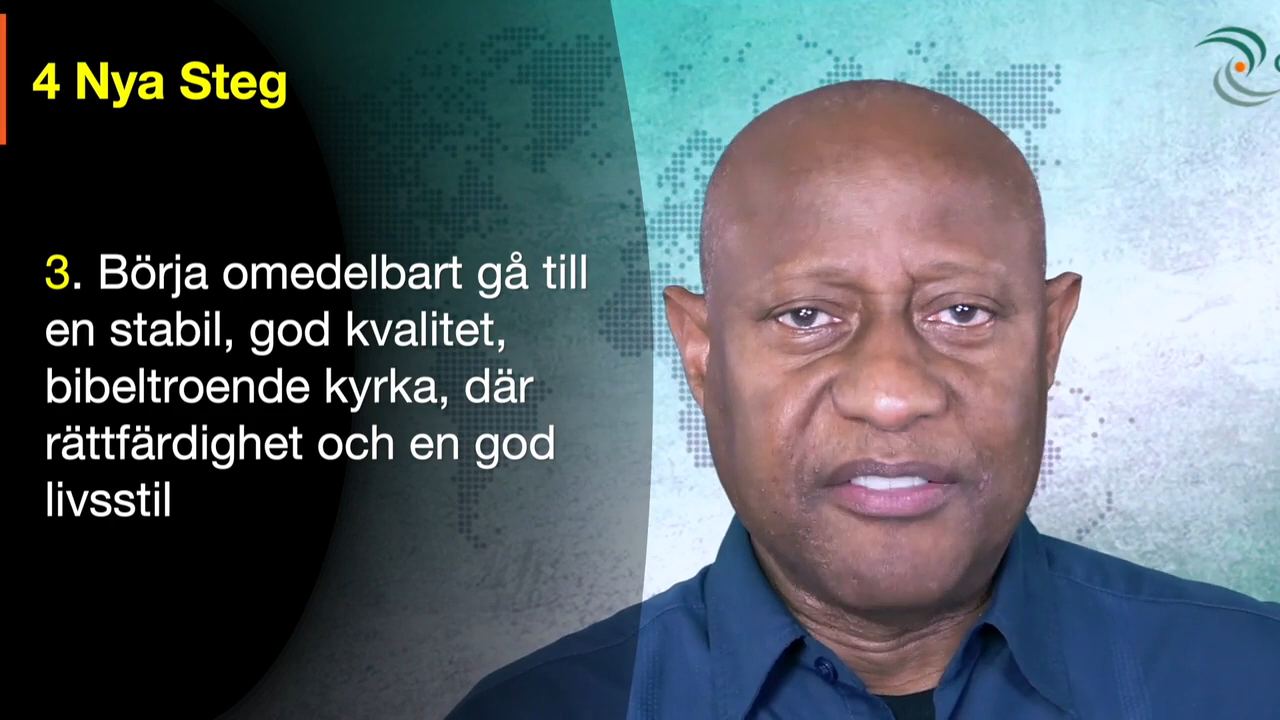 4 Nya Steg
3. Börja omedelbart gå till
en stabil, god kvalitet,
bibeltroende kyrka, där
rättfärdighet och en god
livsstil